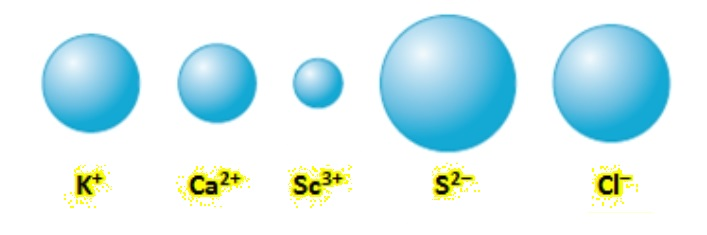 K⁺ Ca²⁺ Sc³⁺ S²⁻ Cl⁻